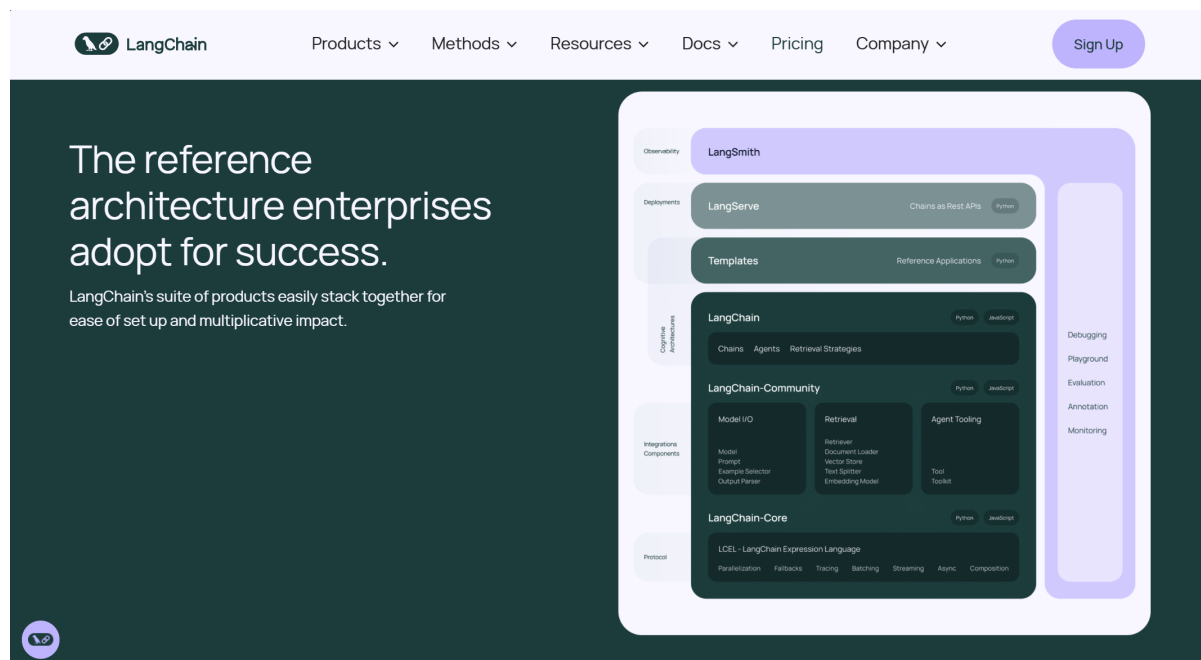 LangChain
Products
Methods
Resources
Docs
Pricing
Company
Sign Up
The reference
architecture enterprises
adopt for success.
LangChain's suite of products easily stack together for
ease of set up and multiplicative impact.
Observability
LangSmith
Deployments
LangServe
Chains as Rest APIs
Python
Templates
Reference Applications
Python
Cognitive
Architectures
LangChain
Python
JavaScript
Chains Agents Retrieval Strategies
LangChain-Community
Python
JavaScript
Integrations
Components
Model I/O
Model
Prompt
Example Selector
Output Parser
Retrieval
Retriever
Document Loader
Vector Store
Text Splitter
Embedding Model
Agent Tooling
Tool
Toolkit
LangChain-Core
Python
JavaScript
Protocol
LCEL - LangChain Expression Language
Parallelization Fallbacks Tracing Batching Streaming Async Composition
Debugging
Playground
Evaluation
Annotation
Monitoring